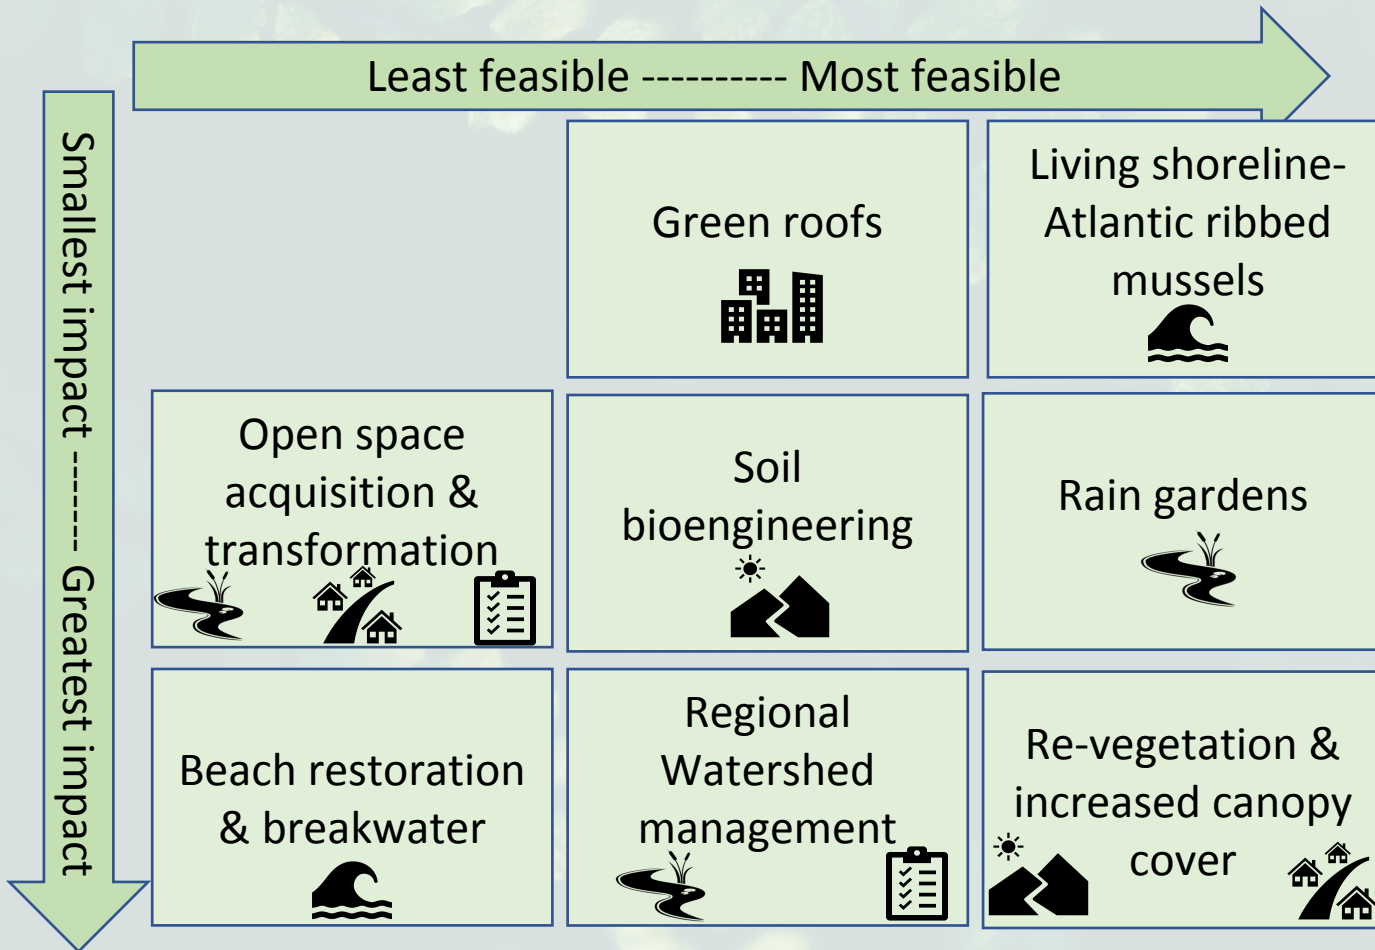 Least feasible ---------- Most feasible
Smallest impact -------- Greatest impact
Green roofs
Living shoreline-
Atlantic ribbed
mussels
Open space
acquisition &
transformation
Soil
bioengineering
Rain gardens
Beach restoration
& breakwater
Regional
Watershed
management
Re-vegetation &
increased canopy
cover